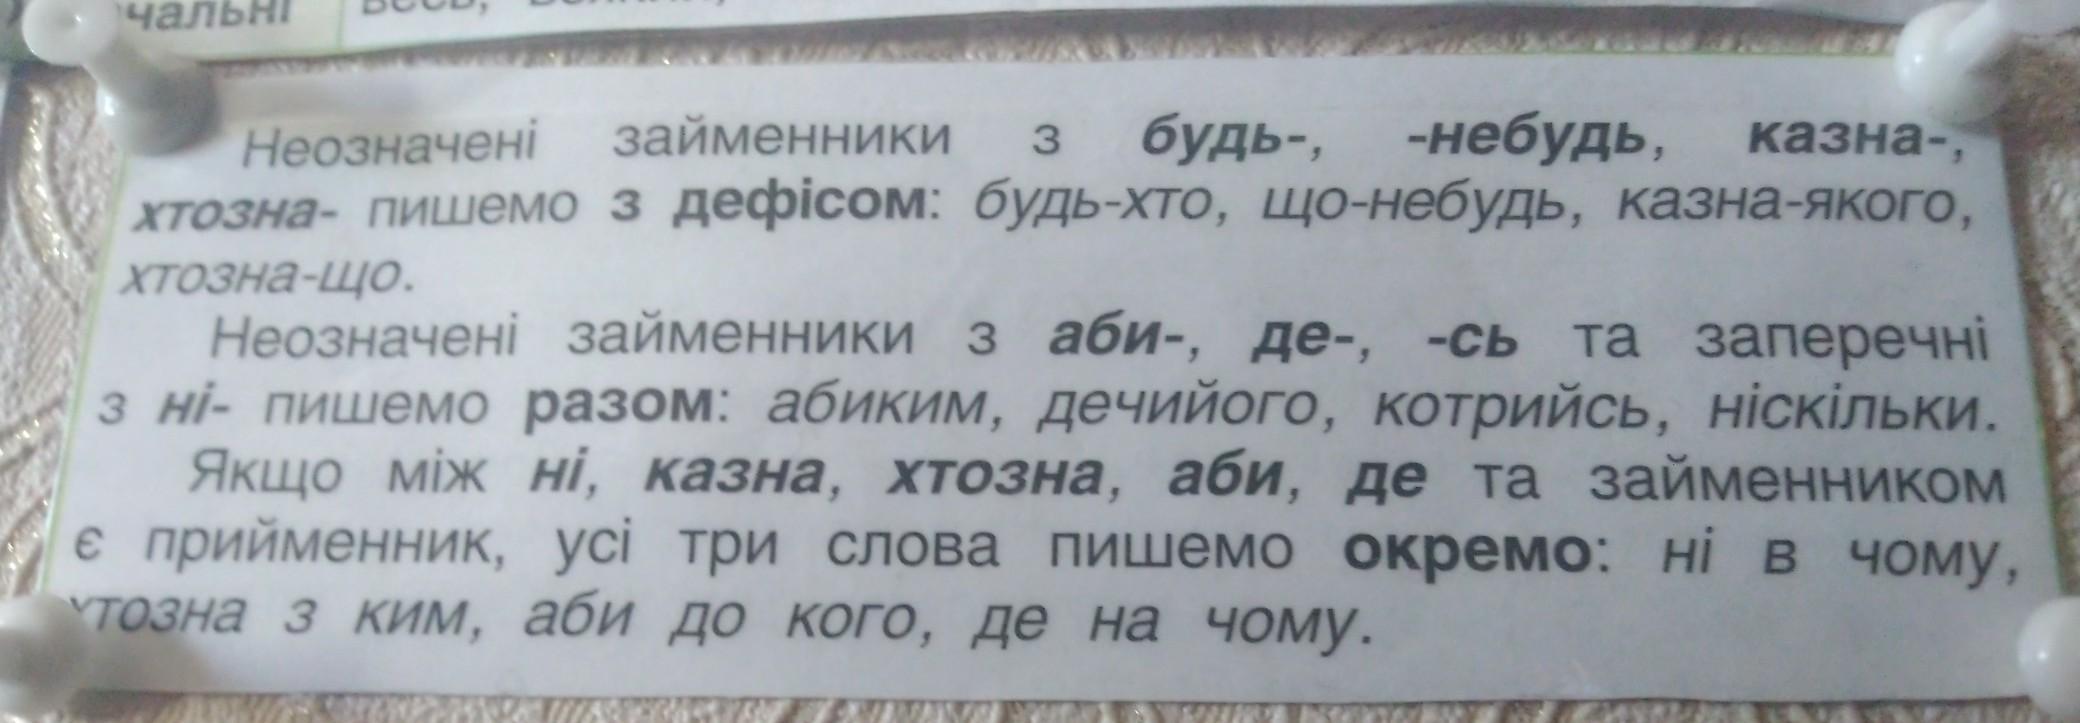 чальні
Неозначені займенники з будь-, -небудь, казна-,
хтозна- пишемо з дефісом: будь-хто, що-небудь, казна-якого,
хтозна-що.
Неозначені займенники з аби-, де-, -сь та заперечні
з ні- пишемо разом: абиким, дечийого, котрийсь, ніскільки.
Якщо між ні, казна, хтозна, аби, де та займенником
є прийменник, усі три слова пишемо окремо: ні в чому,
хтозна з ким, аби до кого, де на чому.